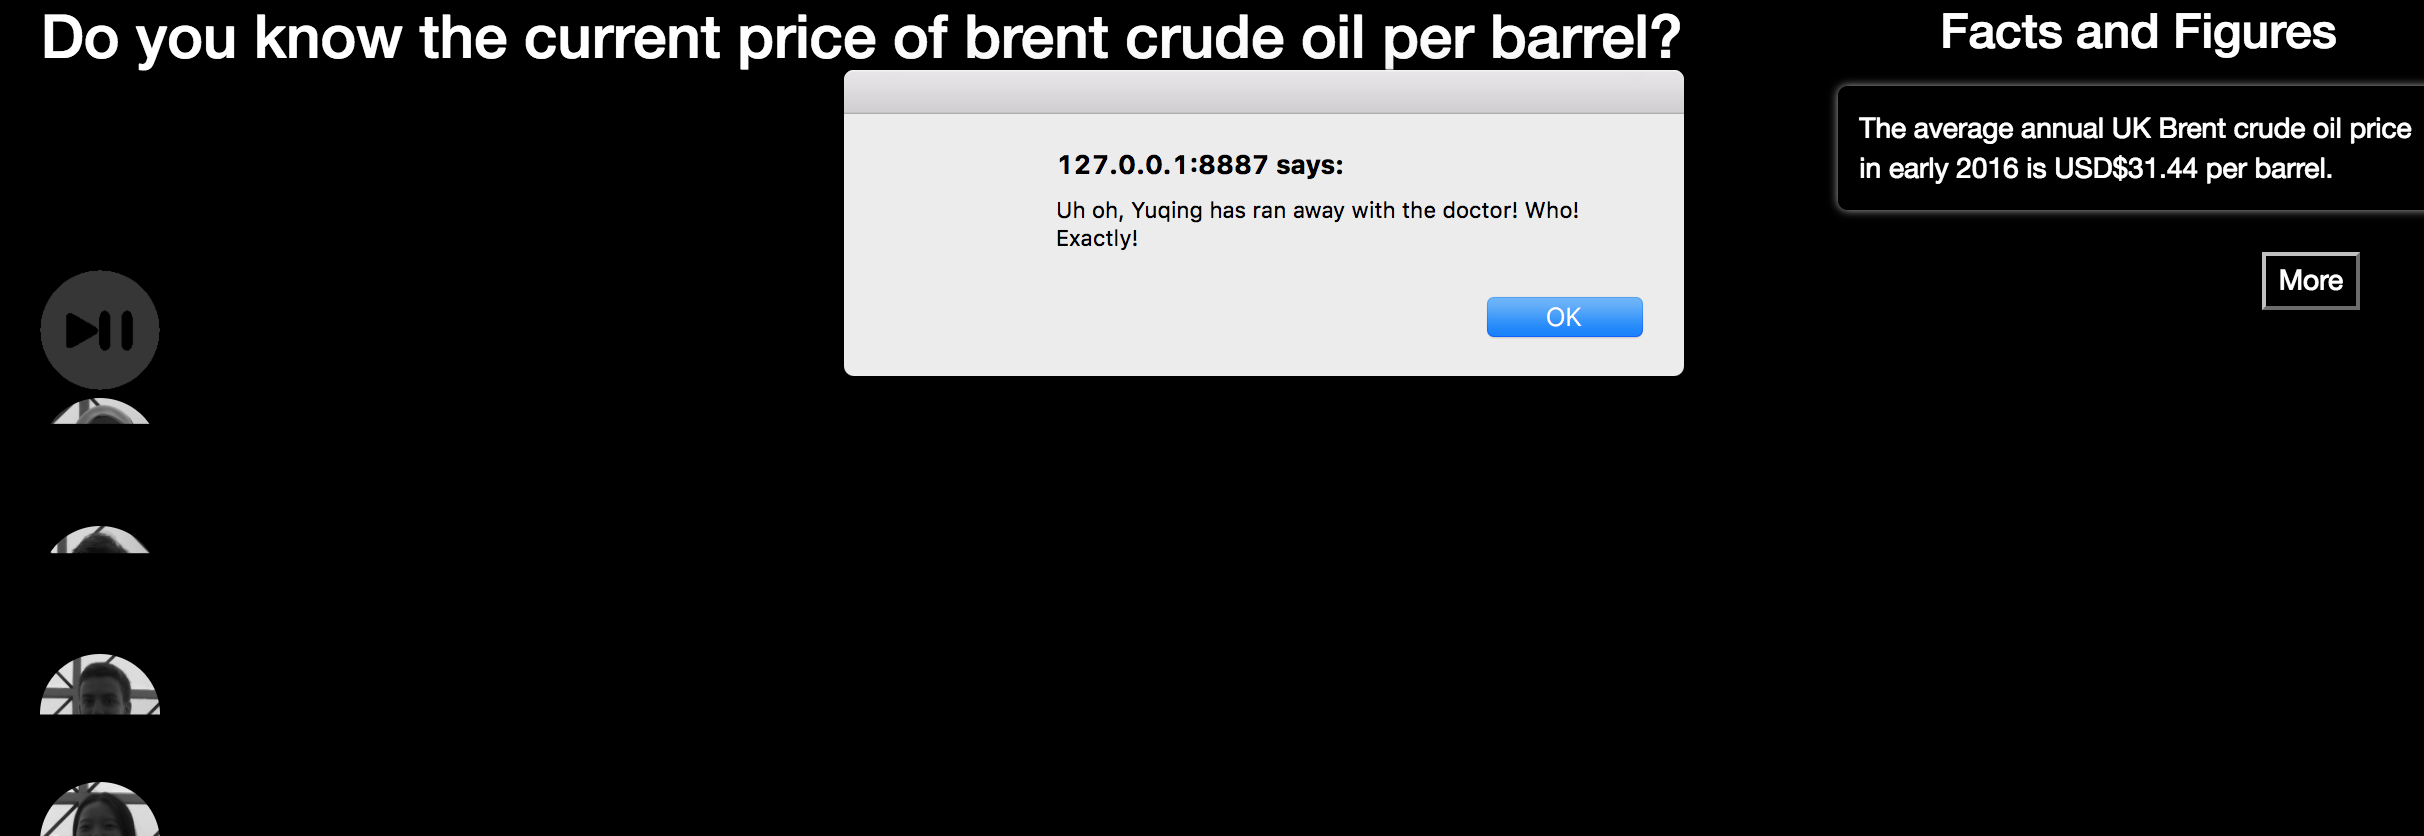 Do you know the current price of brent crude oil per barrel?
Facts and Figures
127.0.0.1:8887 says:
Uh oh, Yuqing has ran away with the doctor! Who!
Exactly!
OK
The average annual UK Brent crude oil price
in early 2016 is USD$31.44 per barrel.
More